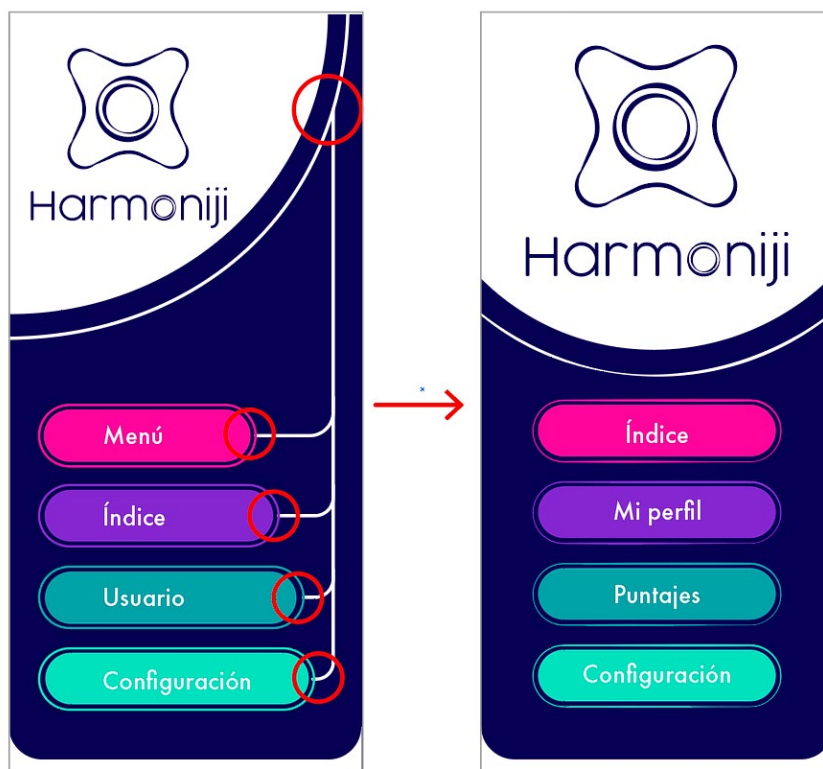 Harmoniji
Menú
Índice
Usuario
Configuración
Harmoniji
Índice
Mi perfil
Puntajes
Configuración